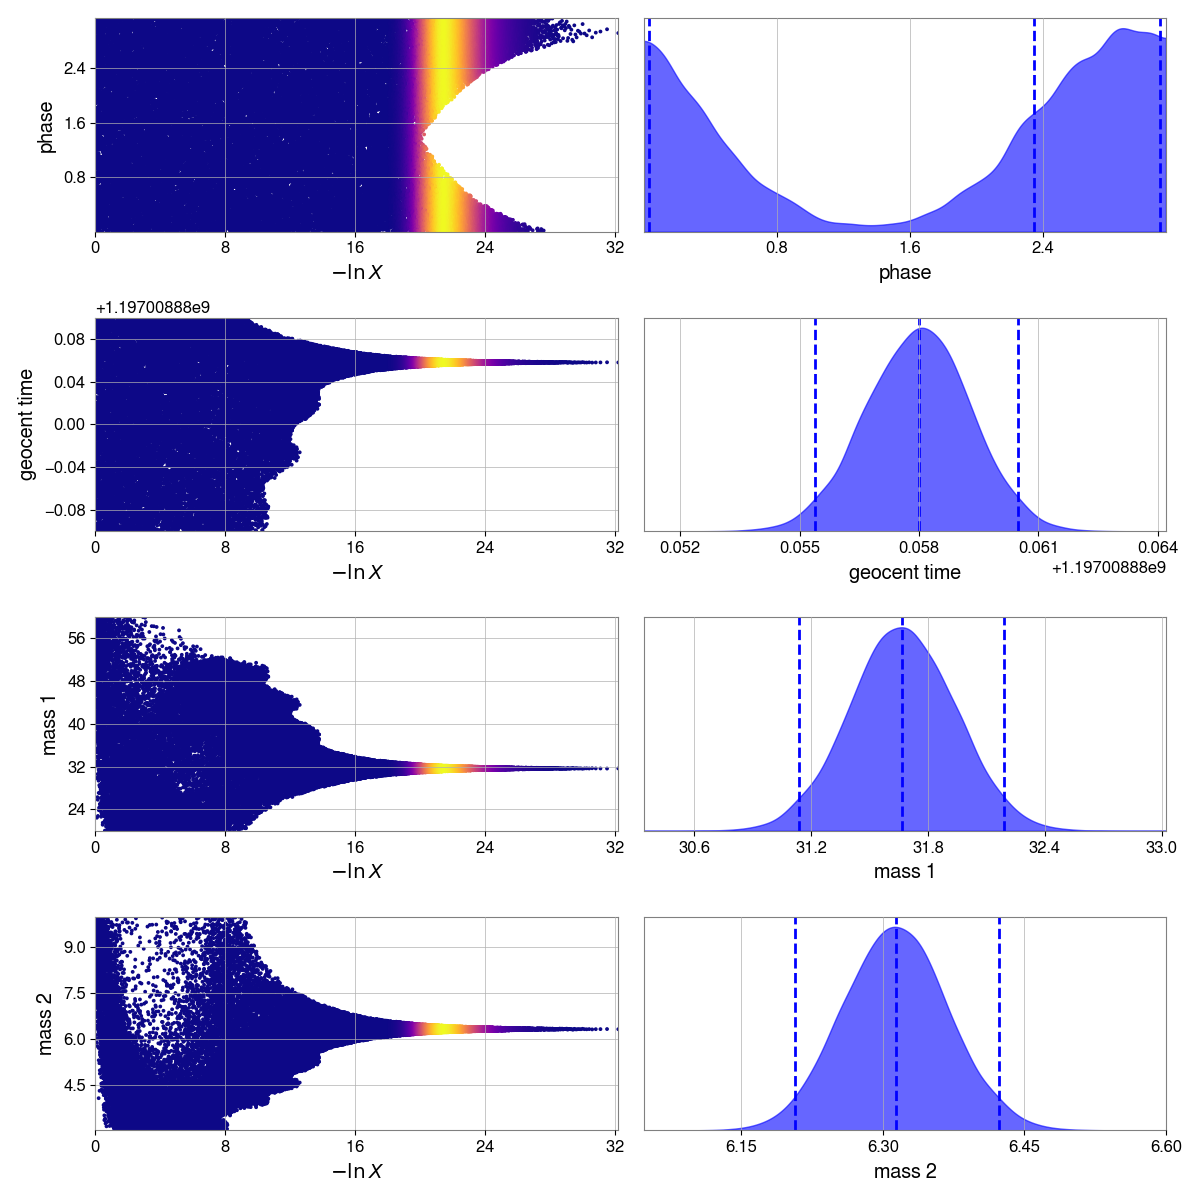 2.4
1.6
0.8
phase
0 8 16 24 32
−ln X
0.8 1.6 2.4
phase
+1.19700888e9
0.08
0.04
0.00
−0.04
−0.08
geocent time
0 8 16 24 32
−ln X
0.052 0.055 0.058 0.061 0.064
geocent time
+1.19700888e9
56
48
40
32
24
mass 1
0 8 16 24 32
−ln X
30.6 31.2 31.8 32.4 33.0
mass 1
9.0
7.5
6.0
4.5
mass 2
0 8 16 24 32
−ln X
6.15 6.30 6.45 6.60
mass 2